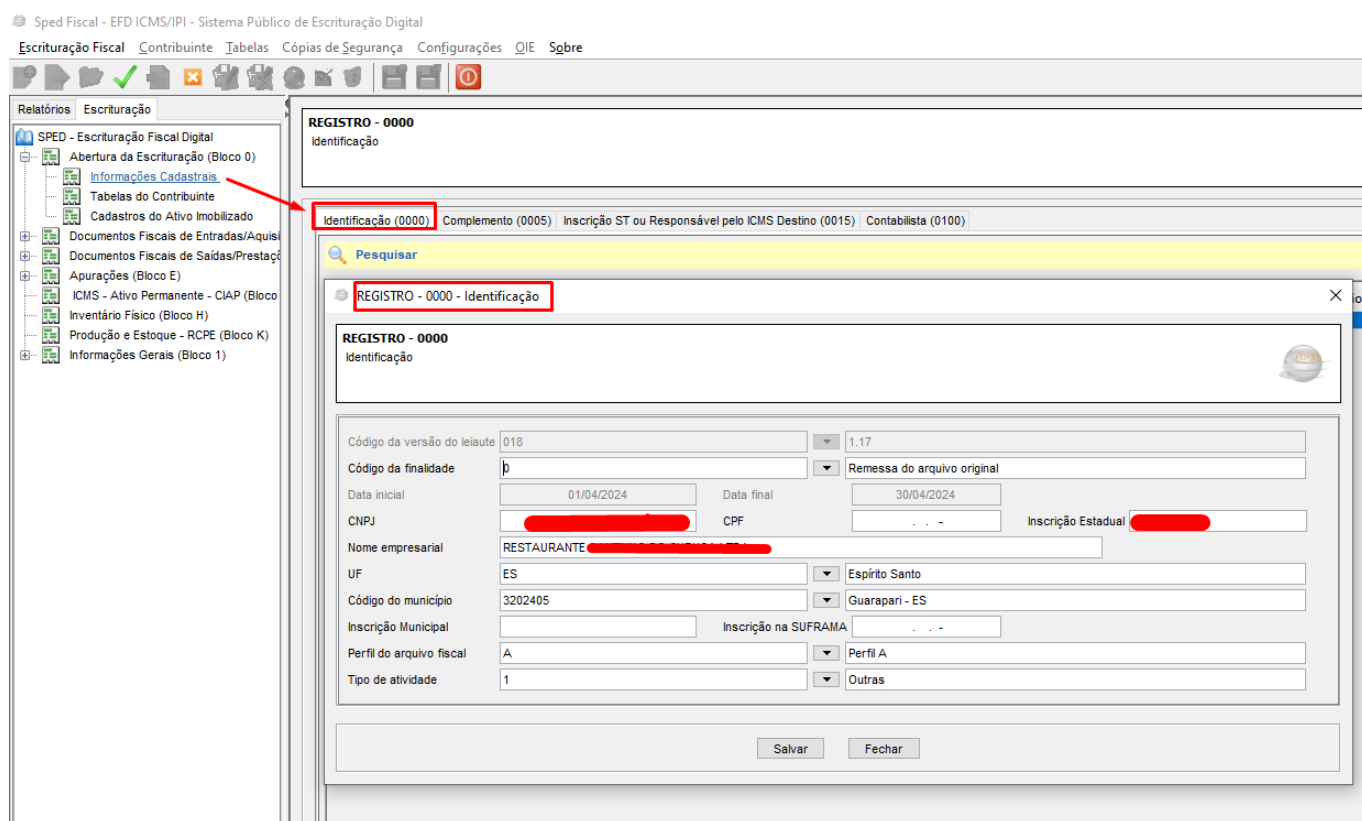 Sped Fiscal - EFD ICMS/IPI - Sistema Público de Escrituração Digital
Escrituração Fiscal Contribuinte Tabelas Cópias de Segurança Configurações OIE Sobre
Relatórios Escrituração
SPED - Escrituração Fiscal Digital
Abertura da Escrituração (Bloco 0)
Informações Cadastrais
Tabelas do Contribuinte
Cadastros do Ativo Imobilizado
Documentos Fiscais de Entradas/Aquisi
Documentos Fiscais de Saídas/Prestaçõ
Apurações (Bloco E)
ICMS - Ativo Permanente - CIAP (Bloco
Inventário Físico (Bloco H)
Produção e Estoque - RCPE (Bloco K)
Informações Gerais (Bloco 1)
REGISTRO - 0000
Identificação
Identificação (0000) Complemento (0005) Inscrição ST ou Responsável pelo ICMS Destino (0015) Contabilista (0100)
Pesquisar
REGISTRO - 0000 - Identificação
REGISTRO - 0000
Identificação
Código da versão do leiaute 018 1.17
Código da finalidade 0 Remessa do arquivo original
Data inicial 01/04/2024 Data final 30/04/2024
CNPJ CPF . . - Inscrição Estadual
Nome empresarial RESTAURANTE
UF ES Espírito Santo
Código do município 3202405 Guarapari - ES
Inscrição Municipal Inscrição na SUFRAMA . . -
Perfil do arquivo fiscal A Perfil A
Tipo de atividade 1 Outras
Salvar Fechar